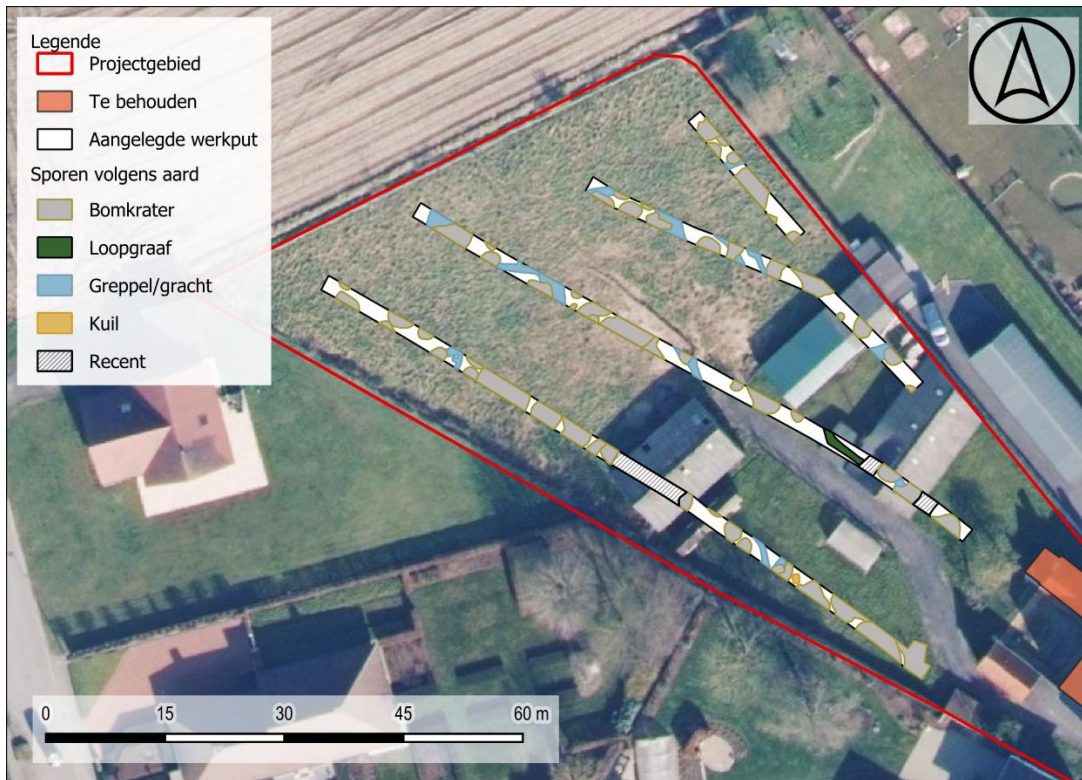 Legende
Projectgebied
Te behouden
Aangelegde werkput
Sporen volgens aard
Bomkrater
Loopgraaf
Greppel/gracht
Kuil
Recent
0 15 30 45 60 m